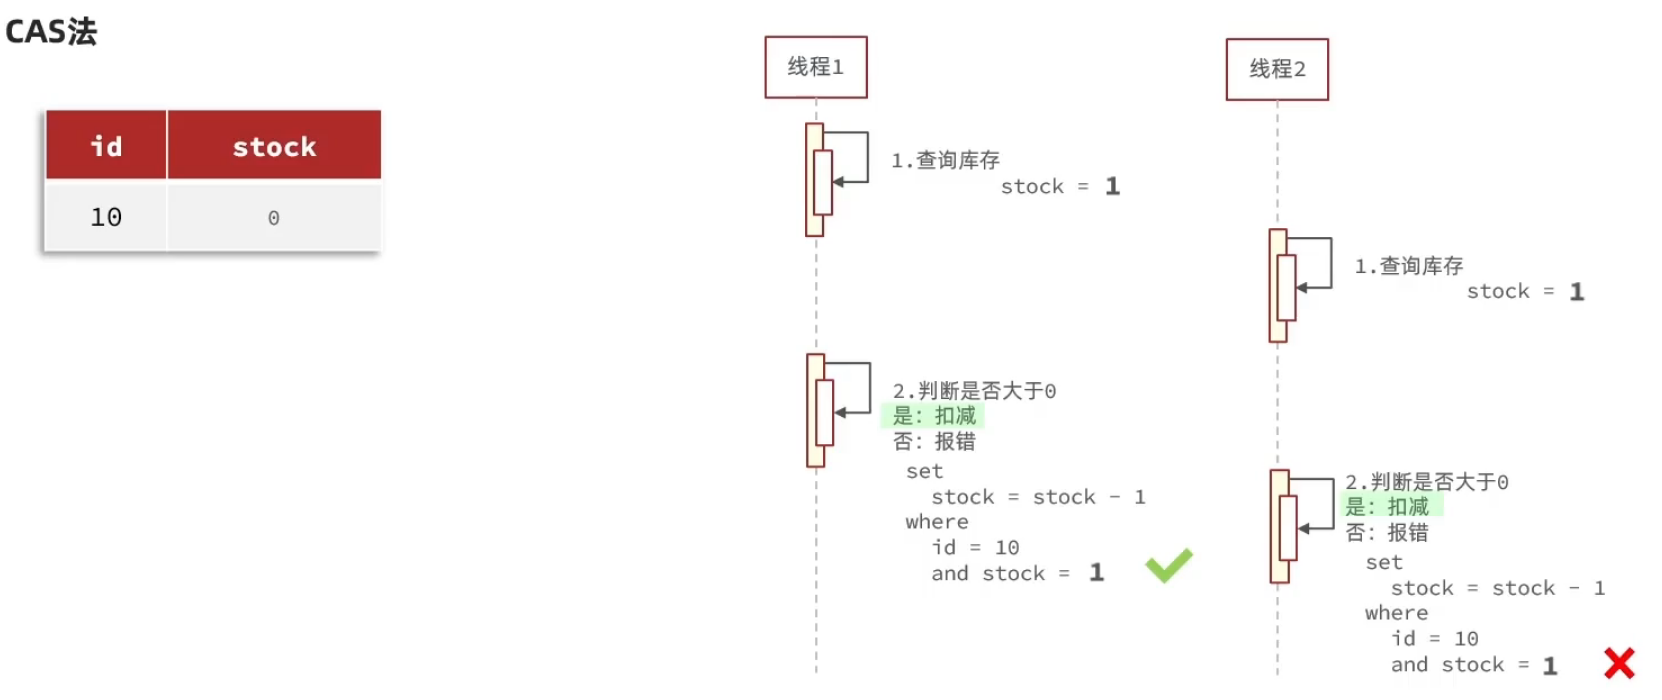 CAS法
id stock
10 0
线程1
1.查询库存
stock = 1
2.判断是否大于0
是：扣减
否：报错
set
stock = stock - 1
where
id = 10
and stock = 1
线程2
1.查询库存
stock = 1
2.判断是否大于0
是：扣减
否：报错
set
stock = stock - 1
where
id = 10
and stock = 1